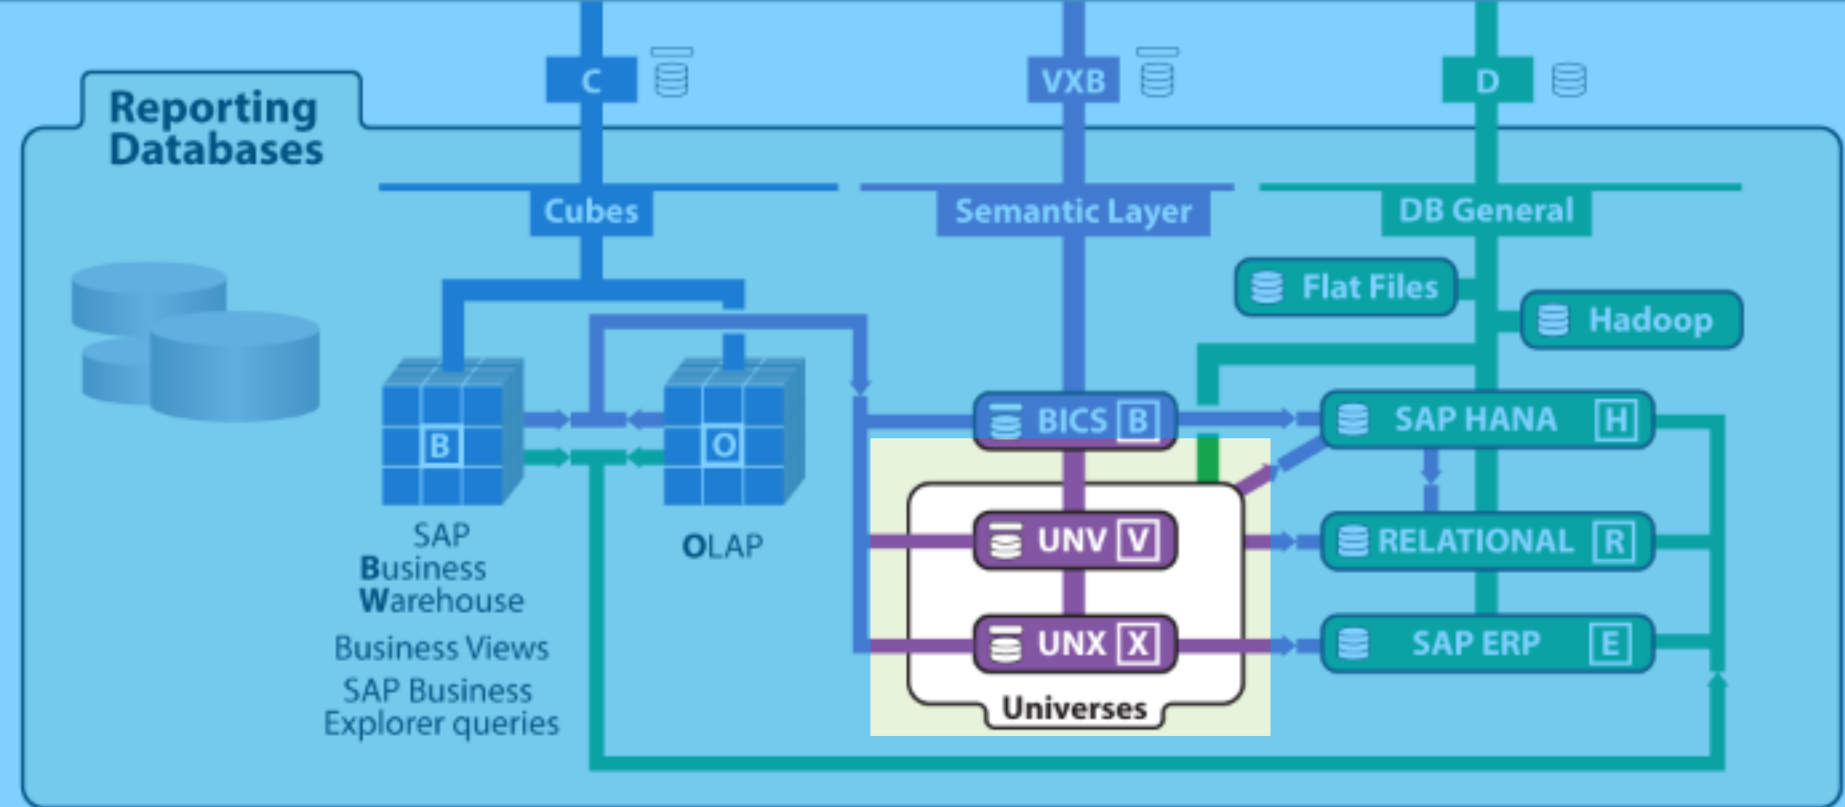 C
VXB
D
Reporting
Databases
Cubes
Semantic Layer
DB General
Flat Files
Hadoop
BICS B
SAP HANA H
B
O
UNV V
RELATIONAL R
SAP
Business
Warehouse
OLAP
UNX X
SAP ERP E
Business Views
SAP Business
Explorer queries
Universes